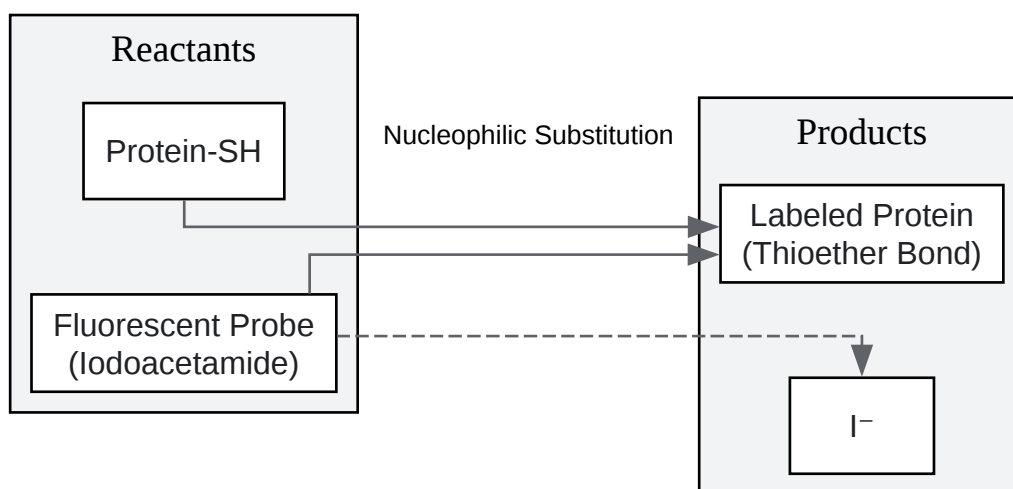 Reactants
Protein-SH
Fluorescent Probe
(Iodoacetamide)
Nucleophilic Substitution
Products
Labeled Protein
(Thioether Bond)
I⁻